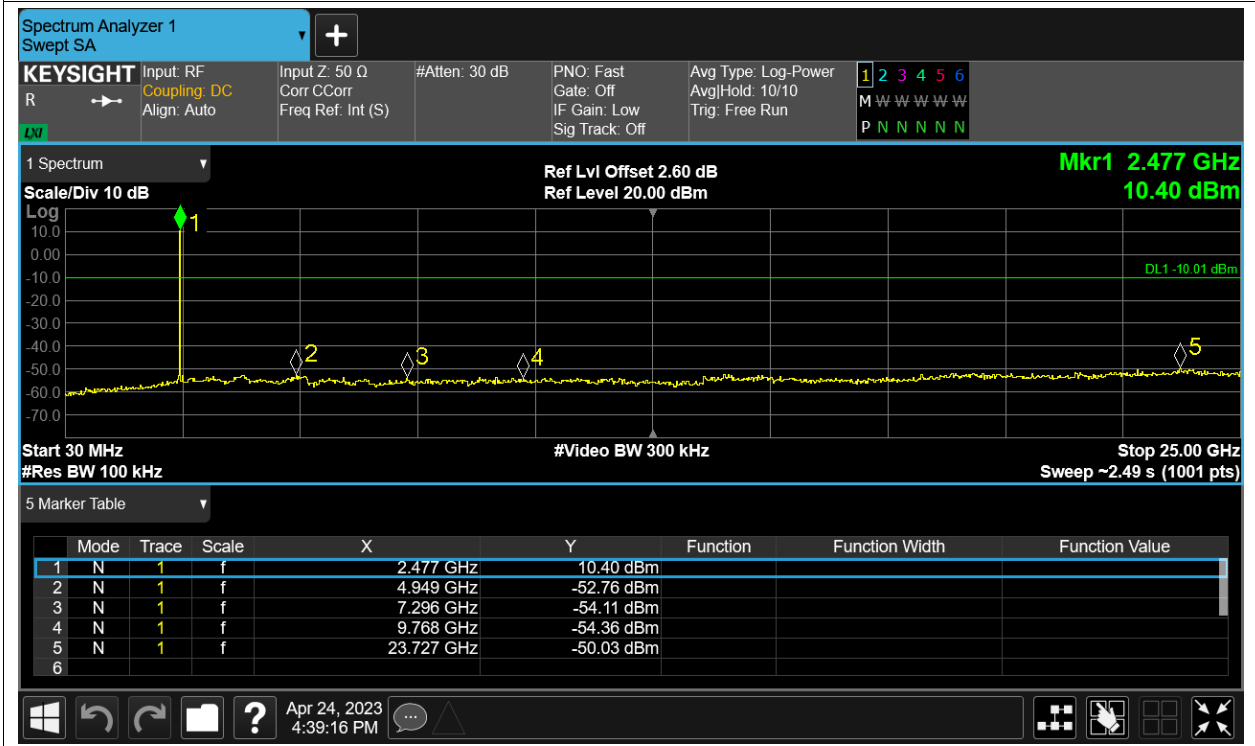 Spectrum Analyzer 1
Swept SA
+
KEYSIGHT Input: RF Input Z: 50 Ω #Atten: 30 dB PNO: Fast Avg Type: Log-Power 1 2 3 4 5 6
R Coupling: DC Corr CCorr Gate: Off Avg|Hold: 10/10 M W W W W W
Align: Auto Freq Ref: Int (S) IF Gain: Low Trig: Free Run
LXI Sig Track: Off P N N N N N
1 Spectrum Ref Lvl Offset 2.60 dB Mkr1 2.477 GHz
Scale/Div 10 dB Ref Level 20.00 dBm 10.40 dBm
Log
1
10.0
0.00
DL1 -10.01 dBm
-10.0
-20.0
-30.0
-40.0
2 3 4 5
-50.0
-60.0
-70.0
Start 30 MHz #Video BW 300 kHz Stop 25.00 GHz
#Res BW 100 kHz Sweep ~2.49 s (1001 pts)
5 Marker Table
Mode Trace Scale X Y Function Function Width Function Value
1 N 1 f 2.477 GHz 10.40 dBm
2 N 1 f 4.949 GHz -52.76 dBm
3 N 1 f 7.296 GHz -54.11 dBm
4 N 1 f 9.768 GHz -54.36 dBm
5 N 1 f 23.727 GHz -50.03 dBm
6
? Apr 24, 2023
4:39:16 PM